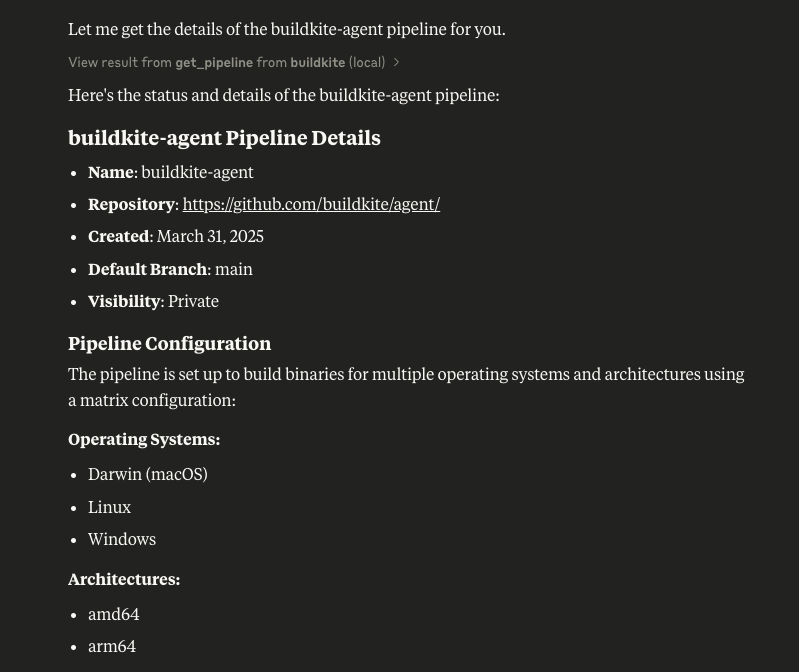 Let me get the details of the buildkite-agent pipeline for you.
View result from get_pipeline from buildkite (local)
Here's the status and details of the buildkite-agent pipeline:
buildkite-agent Pipeline Details
• Name: buildkite-agent
• Repository: https://github.com/buildkite/agent/
• Created: March 31, 2025
• Default Branch: main
• Visibility: Private
Pipeline Configuration
The pipeline is set up to build binaries for multiple operating systems and architectures using
a matrix configuration:
Operating Systems:
• Darwin (macOS)
• Linux
• Windows
Architectures:
• amd64
• arm64